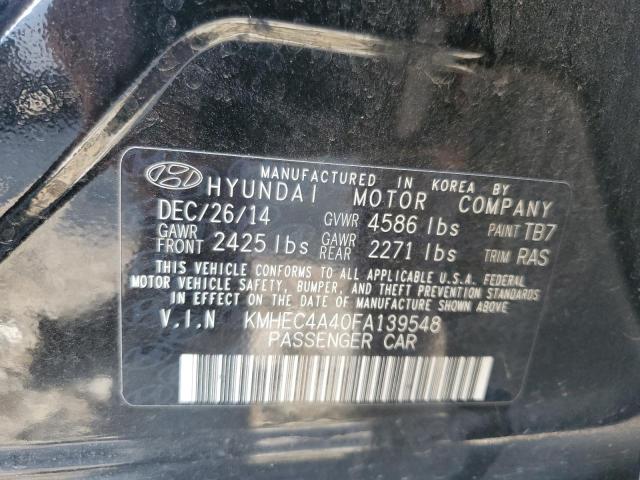 MANUFACTURED IN KOREA BY
HYUNDAI MOTOR COMPANY
DEC/26/14 GVWR 4586 lbs PAINT TB7
GAWR FRONT 2425 lbs GAWR REAR 2271 lbs TRIM RAS
THIS VEHICLE CONFORMS TO ALL APPLICABLE U.S.A. FEDERAL
MOTOR VEHICLE SAFETY, BUMPER, AND THEFT PREVENTION STANDARDS
IN EFFECT ON THE DATE OF MANUFACTURE SHOWN ABOVE
V.I.N KMHEC4A40FA139548
PASSENGER CAR